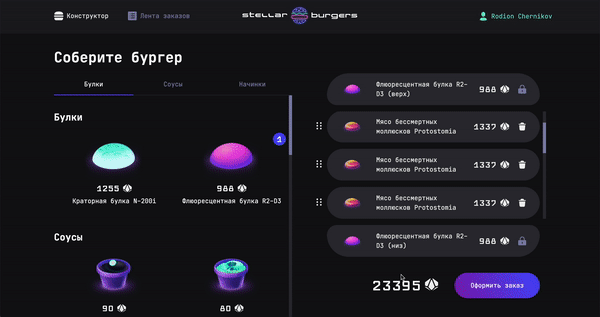 Конструктор
Лента заказов
stellar burgers
Rodion Chernikov
Соберите бургер
Булки
Соусы
Начинки
Булки
1
1255
Краторная булка N-200i
988
Флюоресцентная булка R2-D3
Соусы
90
80
Флюоресцентная булка R2-
D3 (верх)
988
Мясо бессмертных
моллюсков Protostomia
1337
Мясо бессмертных
моллюсков Protostomia
1337
Мясо бессмертных
моллюсков Protostomia
1337
Флюоресцентная булка R2-
D3 (низ)
988
23395
Оформить заказ